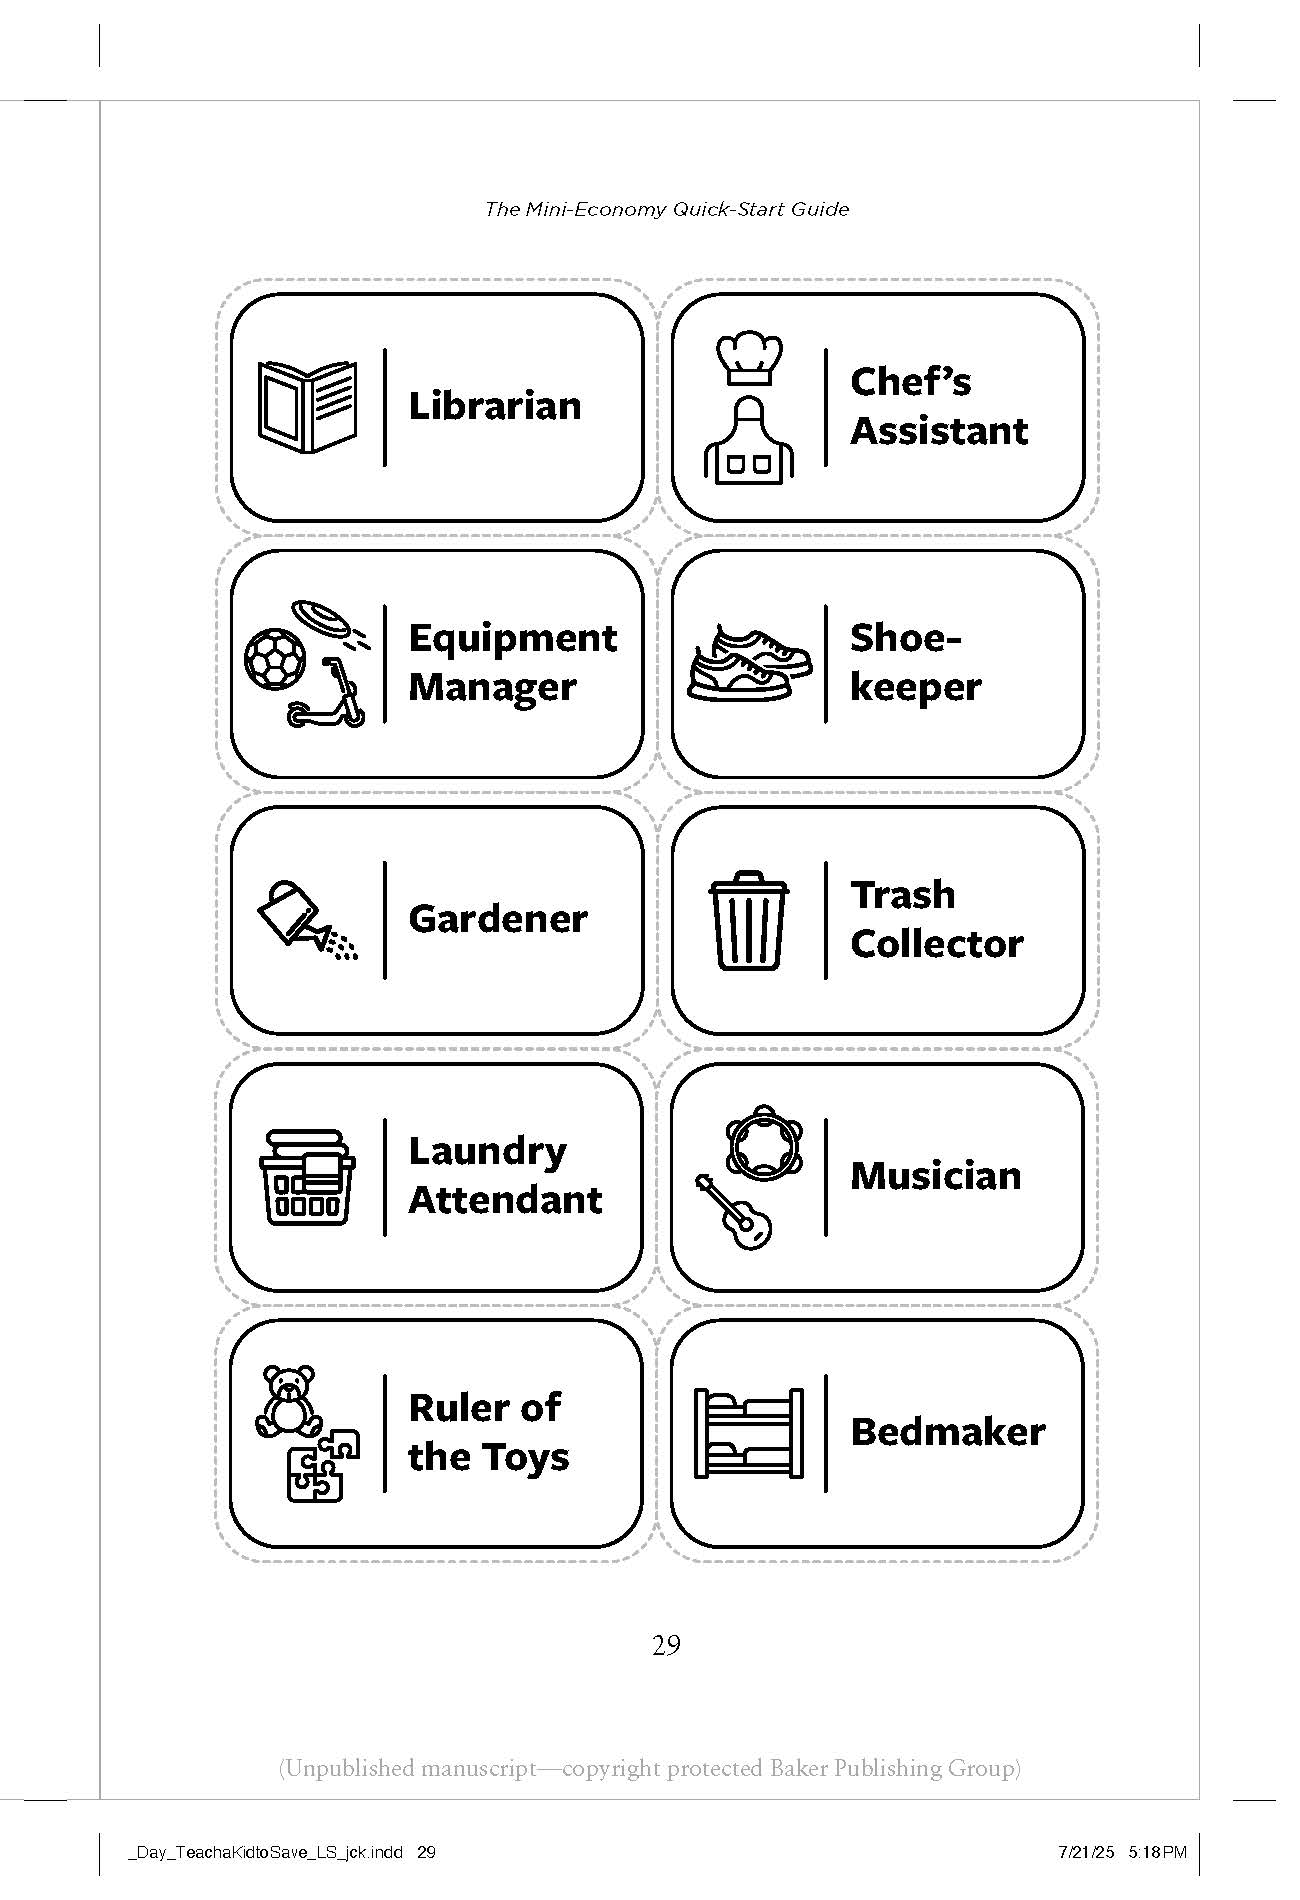 The Mini-Economy Quick-Start Guide
Librarian
Chef’s
Assistant
Equipment
Manager
Shoe-
keeper
Gardener
Trash
Collector
Laundry
Attendant
Musician
Ruler of
the Toys
Bedmaker
29
(Unpublished manuscript—copyright protected Baker Publishing Group)
_Day_TeachaKidtoSave_LS_jck.indd 29
7/21/25 5:18 PM